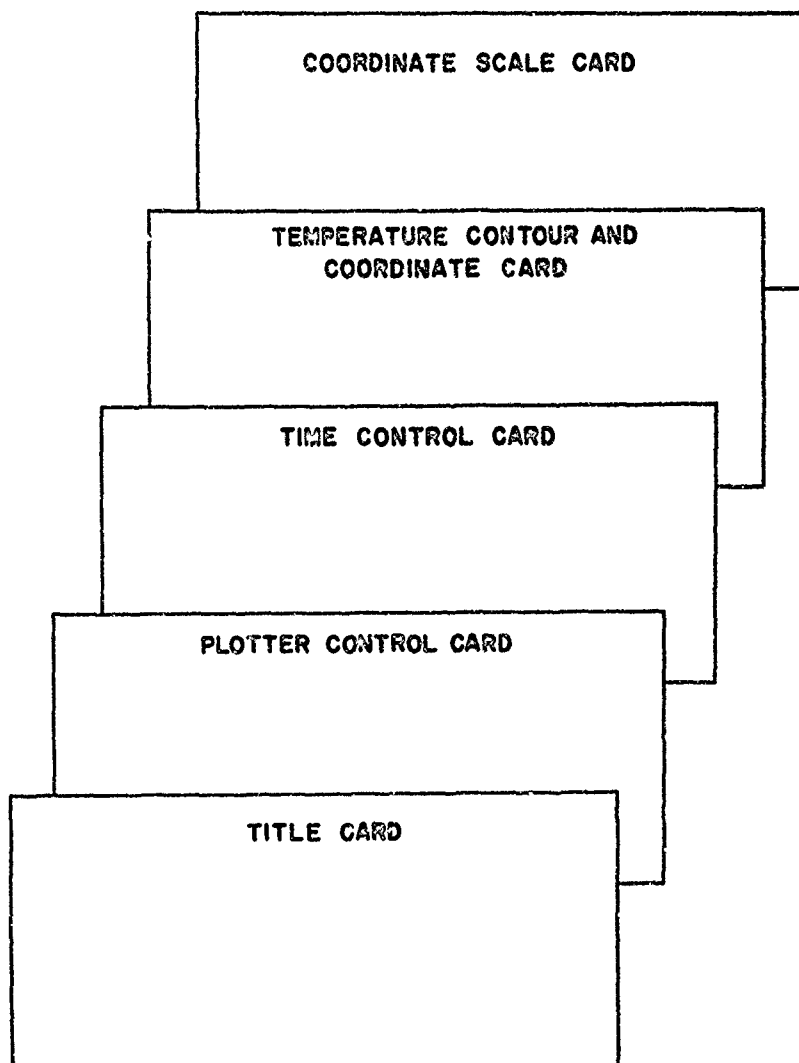 COORDINATE SCALE CARD
TEMPERATURE CONTOUR AND
COORDINATE CARD
TIME CONTROL CARD
PLOTTER CONTROL CARD
TITLE CARD